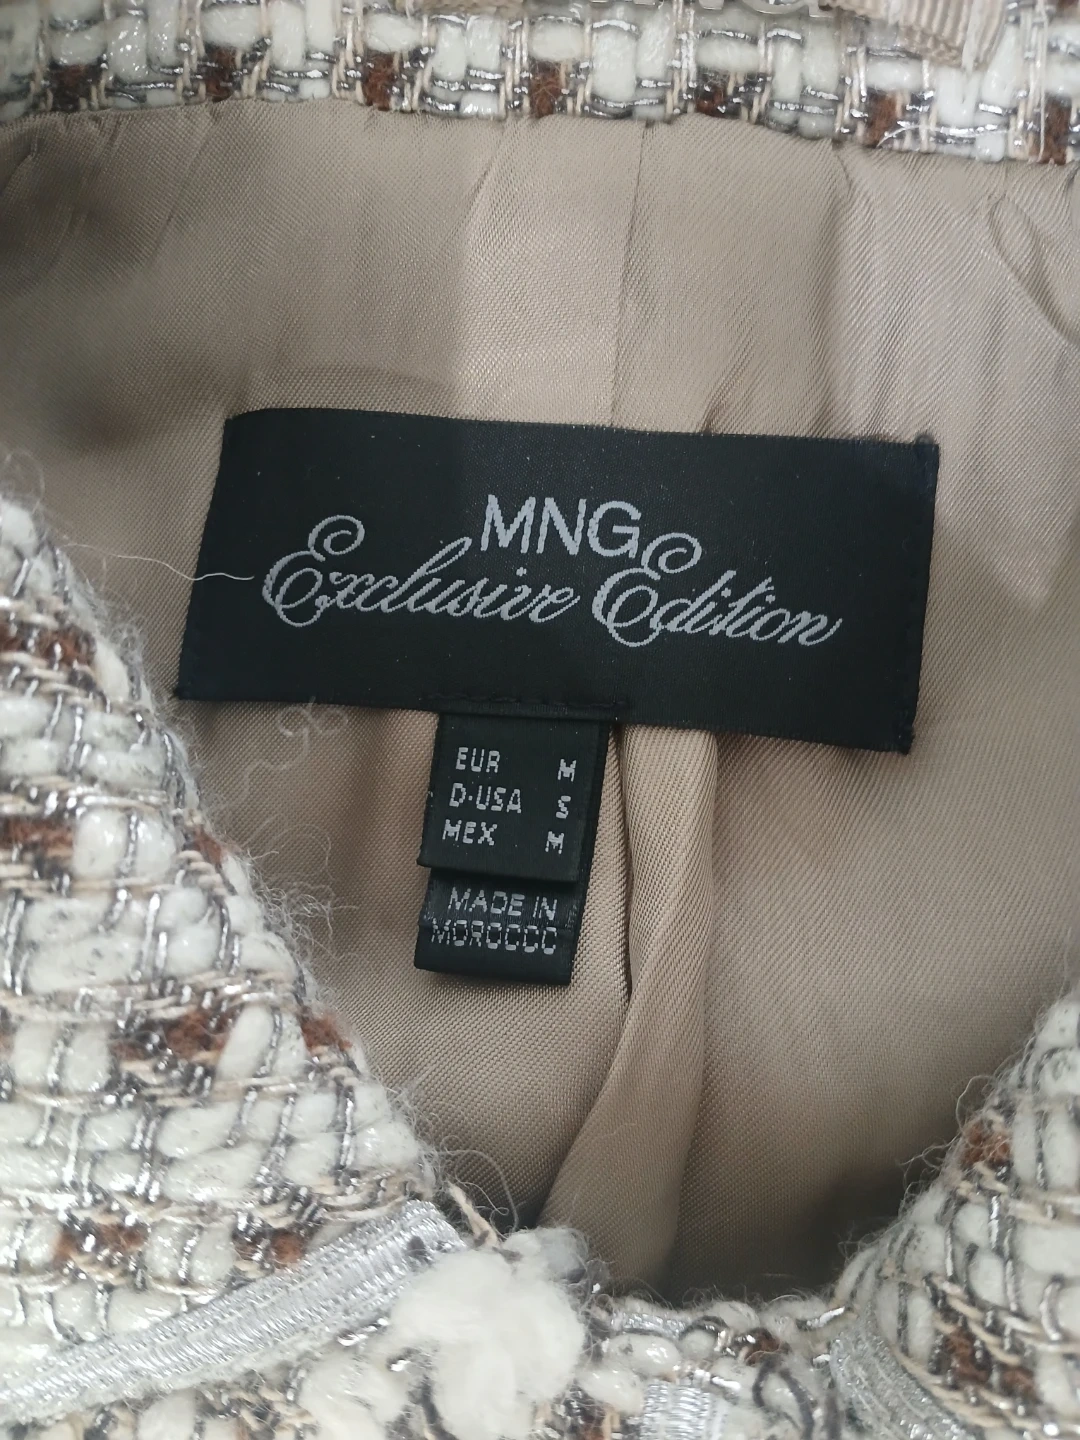 MNG
Exclusive Edition
EUR M
D·USA S
MEX M
MADE IN
MOROCCO